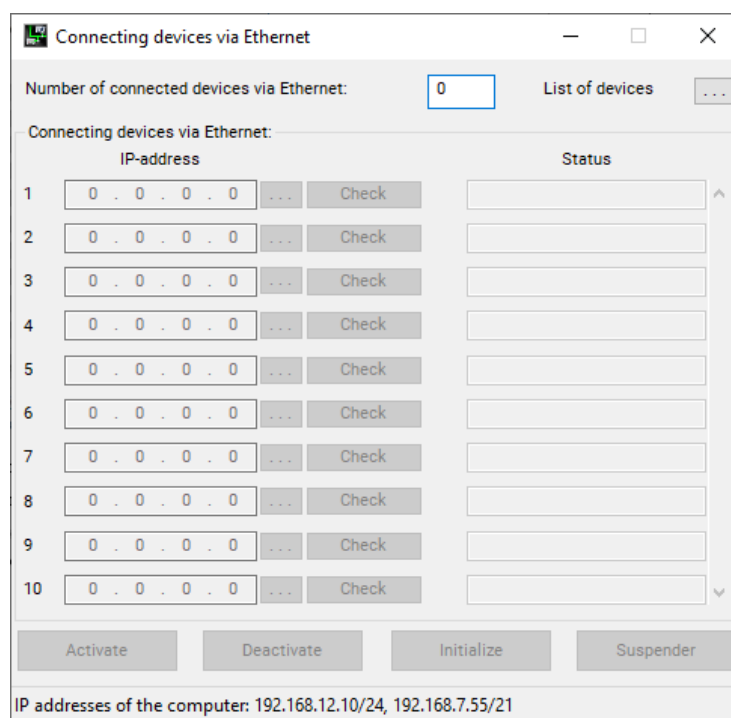 Connecting devices via Ethernet
Number of connected devices via Ethernet: 0 List of devices ...
Connecting devices via Ethernet:
IP-address Status
1 0 . 0 . 0 . 0 ... Check
2 0 . 0 . 0 . 0 ... Check
3 0 . 0 . 0 . 0 ... Check
4 0 . 0 . 0 . 0 ... Check
5 0 . 0 . 0 . 0 ... Check
6 0 . 0 . 0 . 0 ... Check
7 0 . 0 . 0 . 0 ... Check
8 0 . 0 . 0 . 0 ... Check
9 0 . 0 . 0 . 0 ... Check
10 0 . 0 . 0 . 0 ... Check
Activate Deactivate Initialize Suspender
IP addresses of the computer: 192.168.12.10/24, 192.168.7.55/21